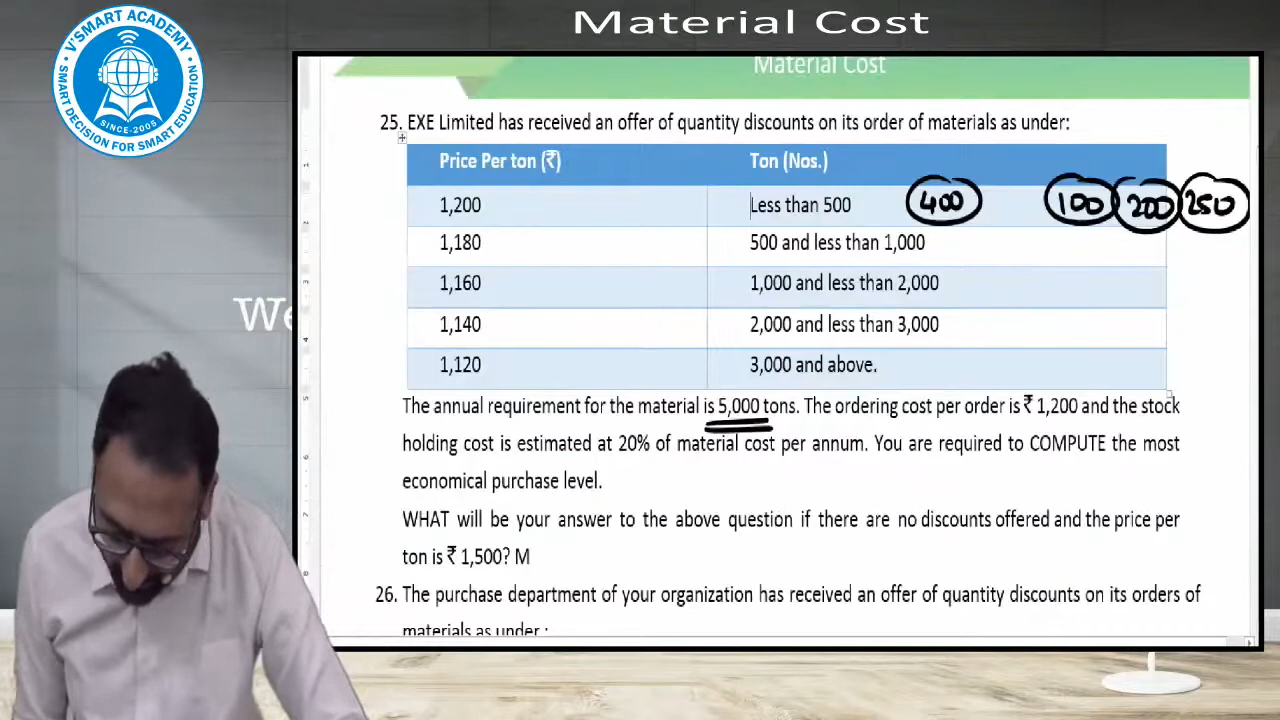 Material Cost
V'SMART ACADEMY
SMART DECISION FOR SMART EDUCATION
SINCE-2005
Material Cost
We
25. EXE Limited has received an offer of quantity discounts on its order of materials as under:
Price Per ton (₹) Ton (Nos.)
1,200 Less than 500 400 100 200 250
1,180 500 and less than 1,000
1,160 1,000 and less than 2,000
1,140 2,000 and less than 3,000
1,120 3,000 and above.
The annual requirement for the material is 5,000 tons. The ordering cost per order is ₹ 1,200 and the stock
holding cost is estimated at 20% of material cost per annum. You are required to COMPUTE the most
economical purchase level.
WHAT will be your answer to the above question if there are no discounts offered and the price per
ton is ₹ 1,500? M
26. The purchase department of your organization has received an offer of quantity discounts on its orders of
materials as under :